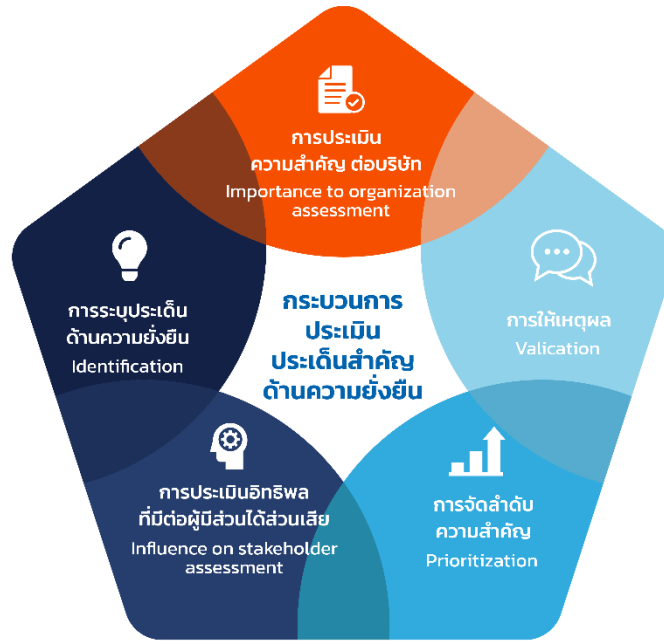 การประเมิน
ความสำคัญ ต่อบริษัท
Importance to organization
assessment
การระบุประเด็น
ด้านความยั่งยืน
Identification
กระบวนการ
ประเมิน
ประเด็นสำคัญ
ด้านความยั่งยืน
การให้เหตุผล
Valication
การประเมินอิทธิพล
ที่มีต่อผู้มีส่วนได้ส่วนเสีย
Influence on stakeholder
assessment
การจัดลำดับ
ความสำคัญ
Prioritization